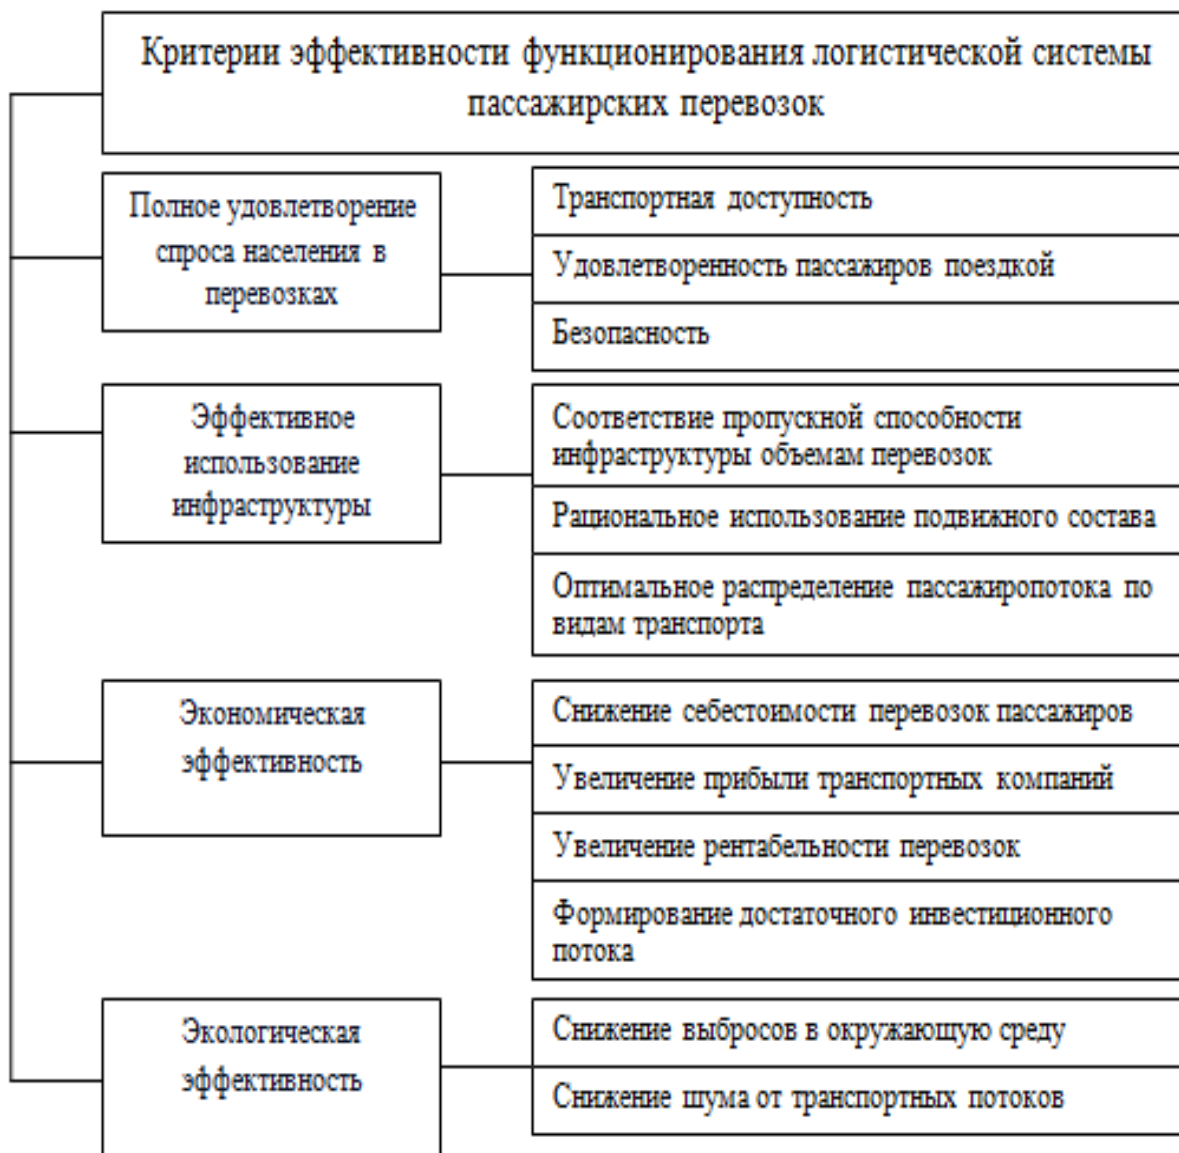 Критерии эффективности функционирования логистической системы
пассажирских перевозок
Полное удовлетворение
спроса населения в
перевозках
Транспортная доступность
Удовлетворенность пассажиров поездкой
Безопасность
Эффективное
использование
инфраструктуры
Соответствие пропускной способности
инфраструктуры объемам перевозок
Рациональное использование подвижного состава
Оптимальное распределение пассажиропотока по
видам транспорта
Экономическая
эффективность
Снижение себестоимости перевозок пассажиров
Увеличение прибыли транспортных компаний
Увеличение рентабельности перевозок
Формирование достаточного инвестиционного
потока
Экологическая
эффективность
Снижение выбросов в окружающую среду
Снижение шума от транспортных потоков